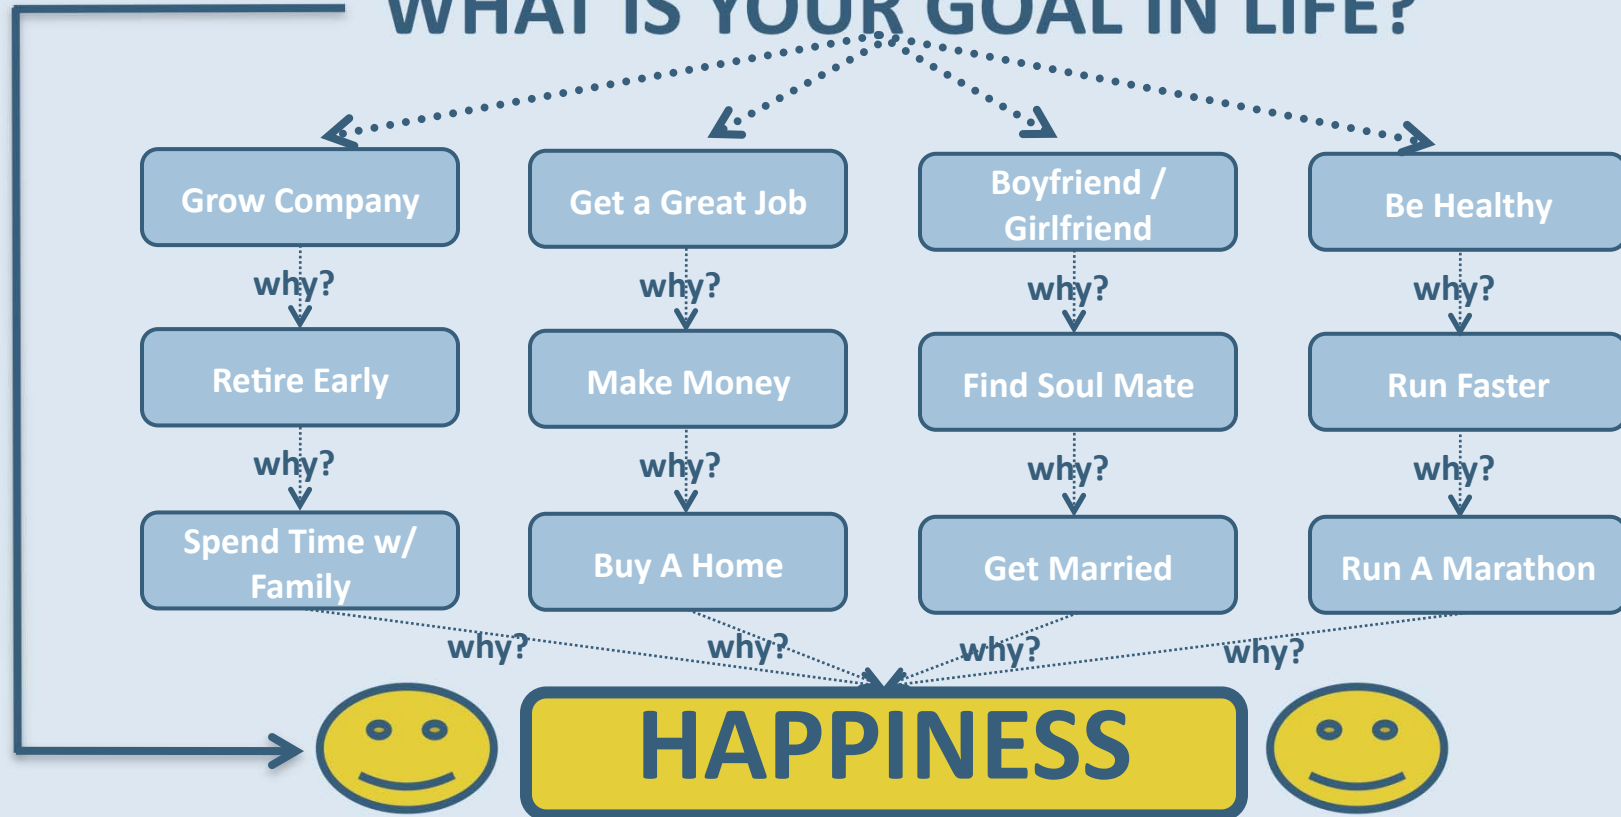 WHAT IS YOUR GOAL IN LIFE?
Grow Company
Get a Great Job
Boyfriend /
Girlfriend
Be Healthy
why?
why?
why?
why?
Retire Early
Make Money
Find Soul Mate
Run Faster
why?
why?
why?
why?
Spend Time w/
Family
Buy A Home
Get Married
Run A Marathon
why?
why?
why?
why?
HAPPINESS